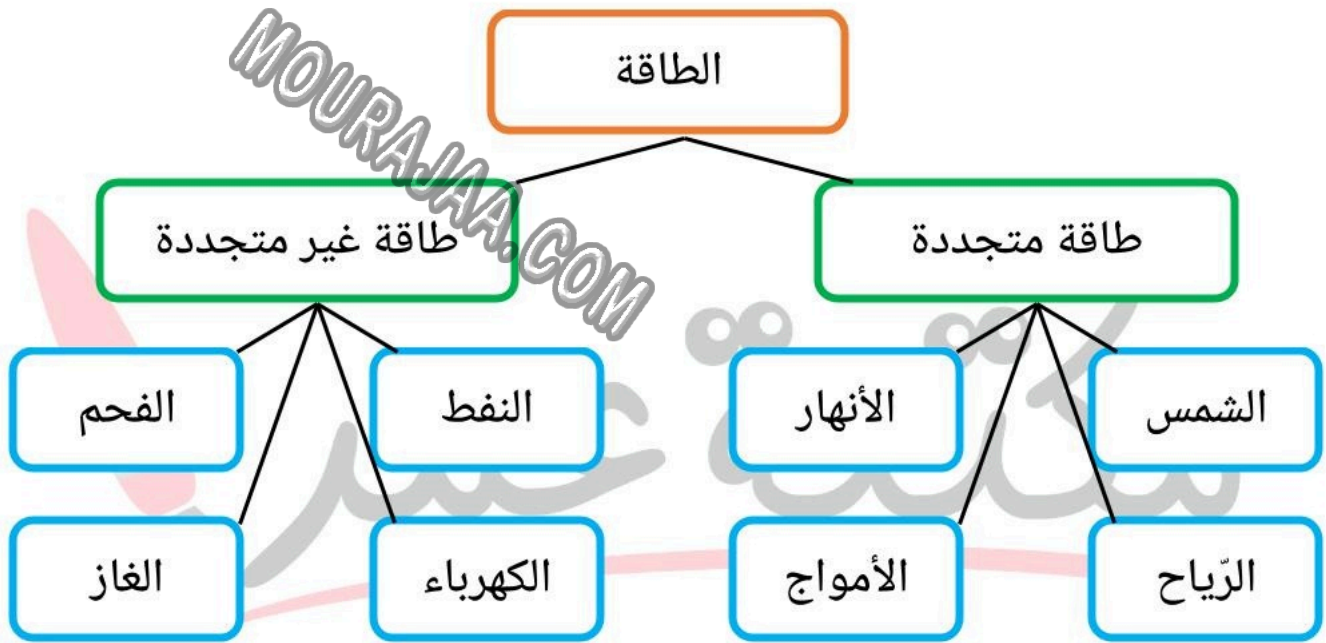 الطاقة
MOURAJAA.COM
طاقة متجددة
طاقة غير متجددة
الشمس
الأنهار
النفط
الفحم
الرّياح
الأمواج
الكهرباء
الغاز